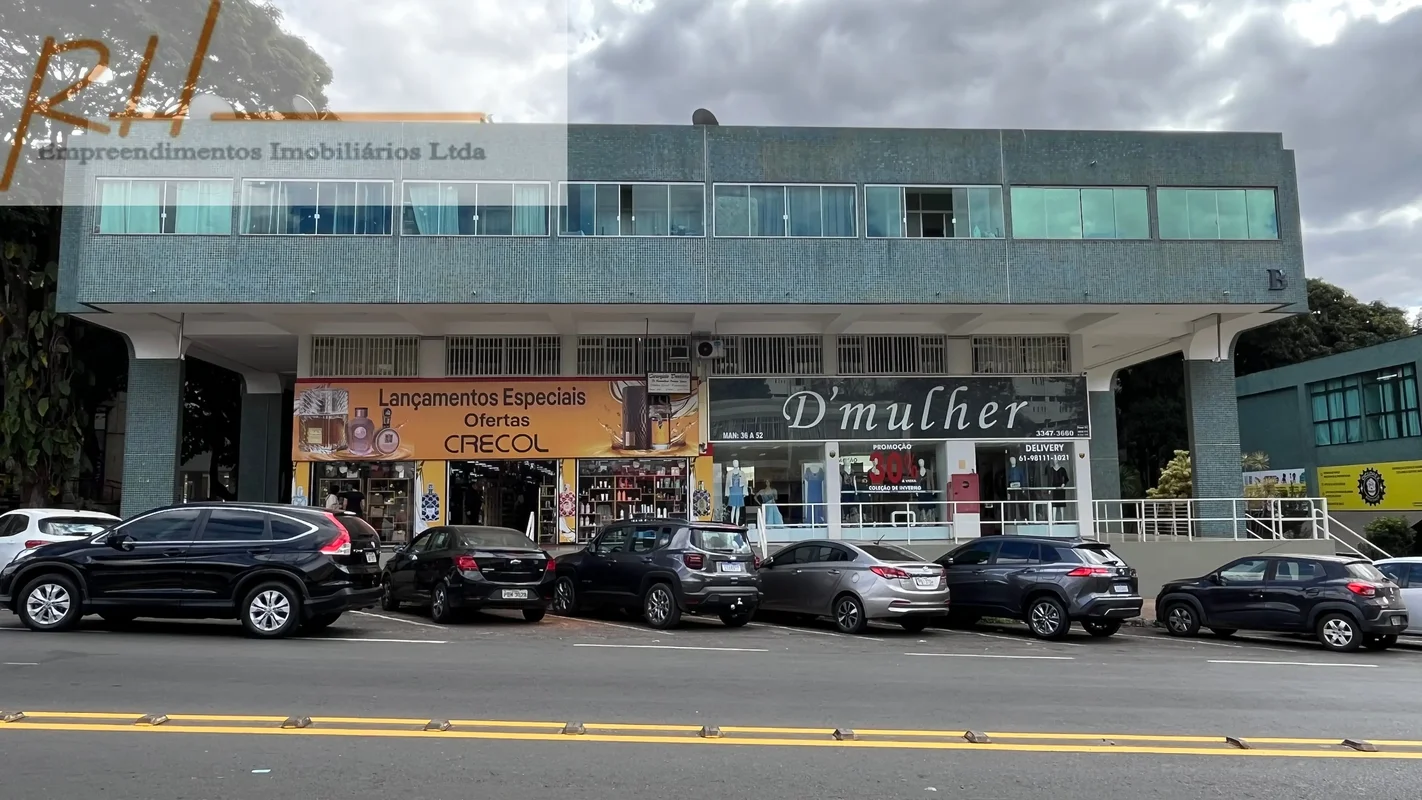 RH
Empreendimentos Imobiliários Ltda
B
Lançamentos Especiais
Ofertas
CRECOL
D'mulher
MAN: 36 A 52
3347-3660
PROMOÇÃO
30%
COLEÇÃO DE INVERNO
DELIVERY
61-98111-1021